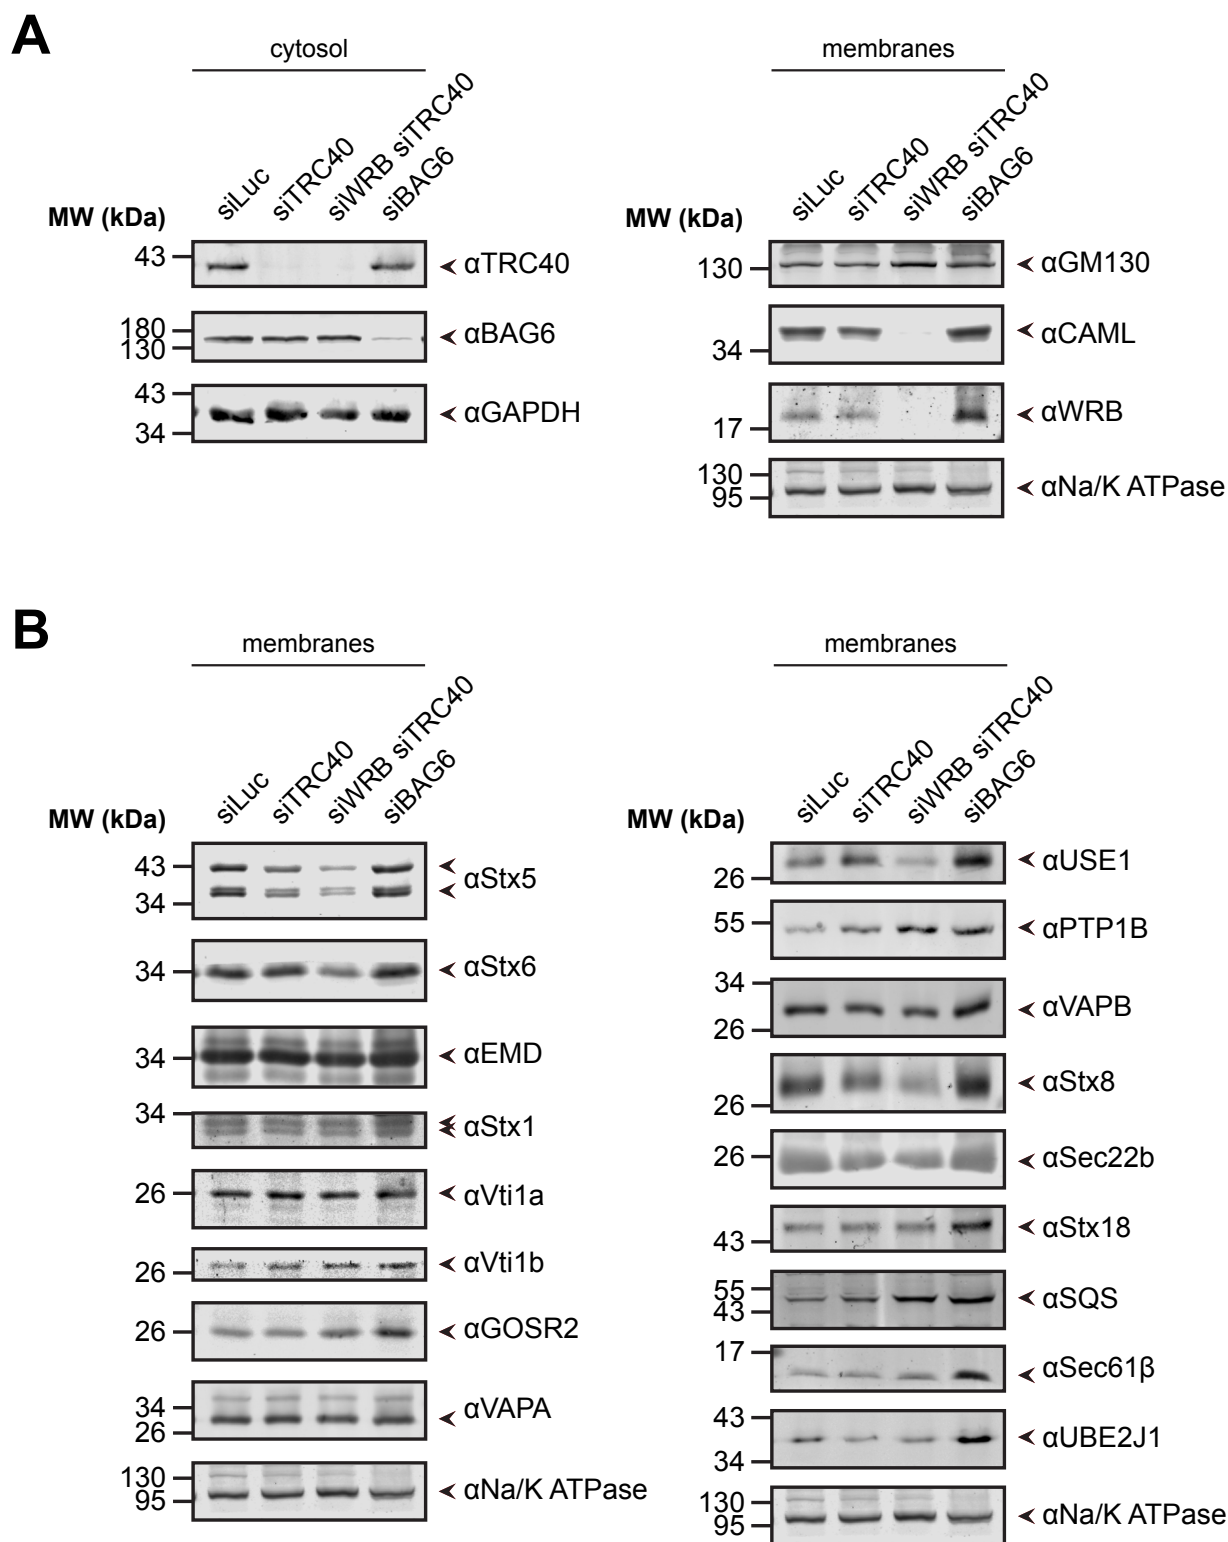 A
cytosol
siLuc
siTRC40
siWRB siTRC40
siBAG6
MW (kDa)
43
αTRC40
180
130
αBAG6
43
34
αGAPDH
membranes
siLuc
siTRC40
siWRB siTRC40
siBAG6
MW (kDa)
130
αGM130
34
αCAML
17
αWRB
130
95
αNa/K ATPase
B
membranes
siLuc
siTRC40
siWRB siTRC40
siBAG6
MW (kDa)
43
34
αStx5
34
αStx6
34
αEMD
34
αStx1
26
αVti1a
26
αVti1b
26
αGOSR2
34
26
αVAPA
130
95
αNa/K ATPase
membranes
siLuc
siTRC40
siWRB siTRC40
siBAG6
MW (kDa)
26
αUSE1
55
αPTP1B
34
26
αVAPB
26
αStx8
26
αSec22b
43
αStx18
55
43
αSQS
17
αSec61β
43
34
αUBE2J1
130
95
αNa/K ATPase